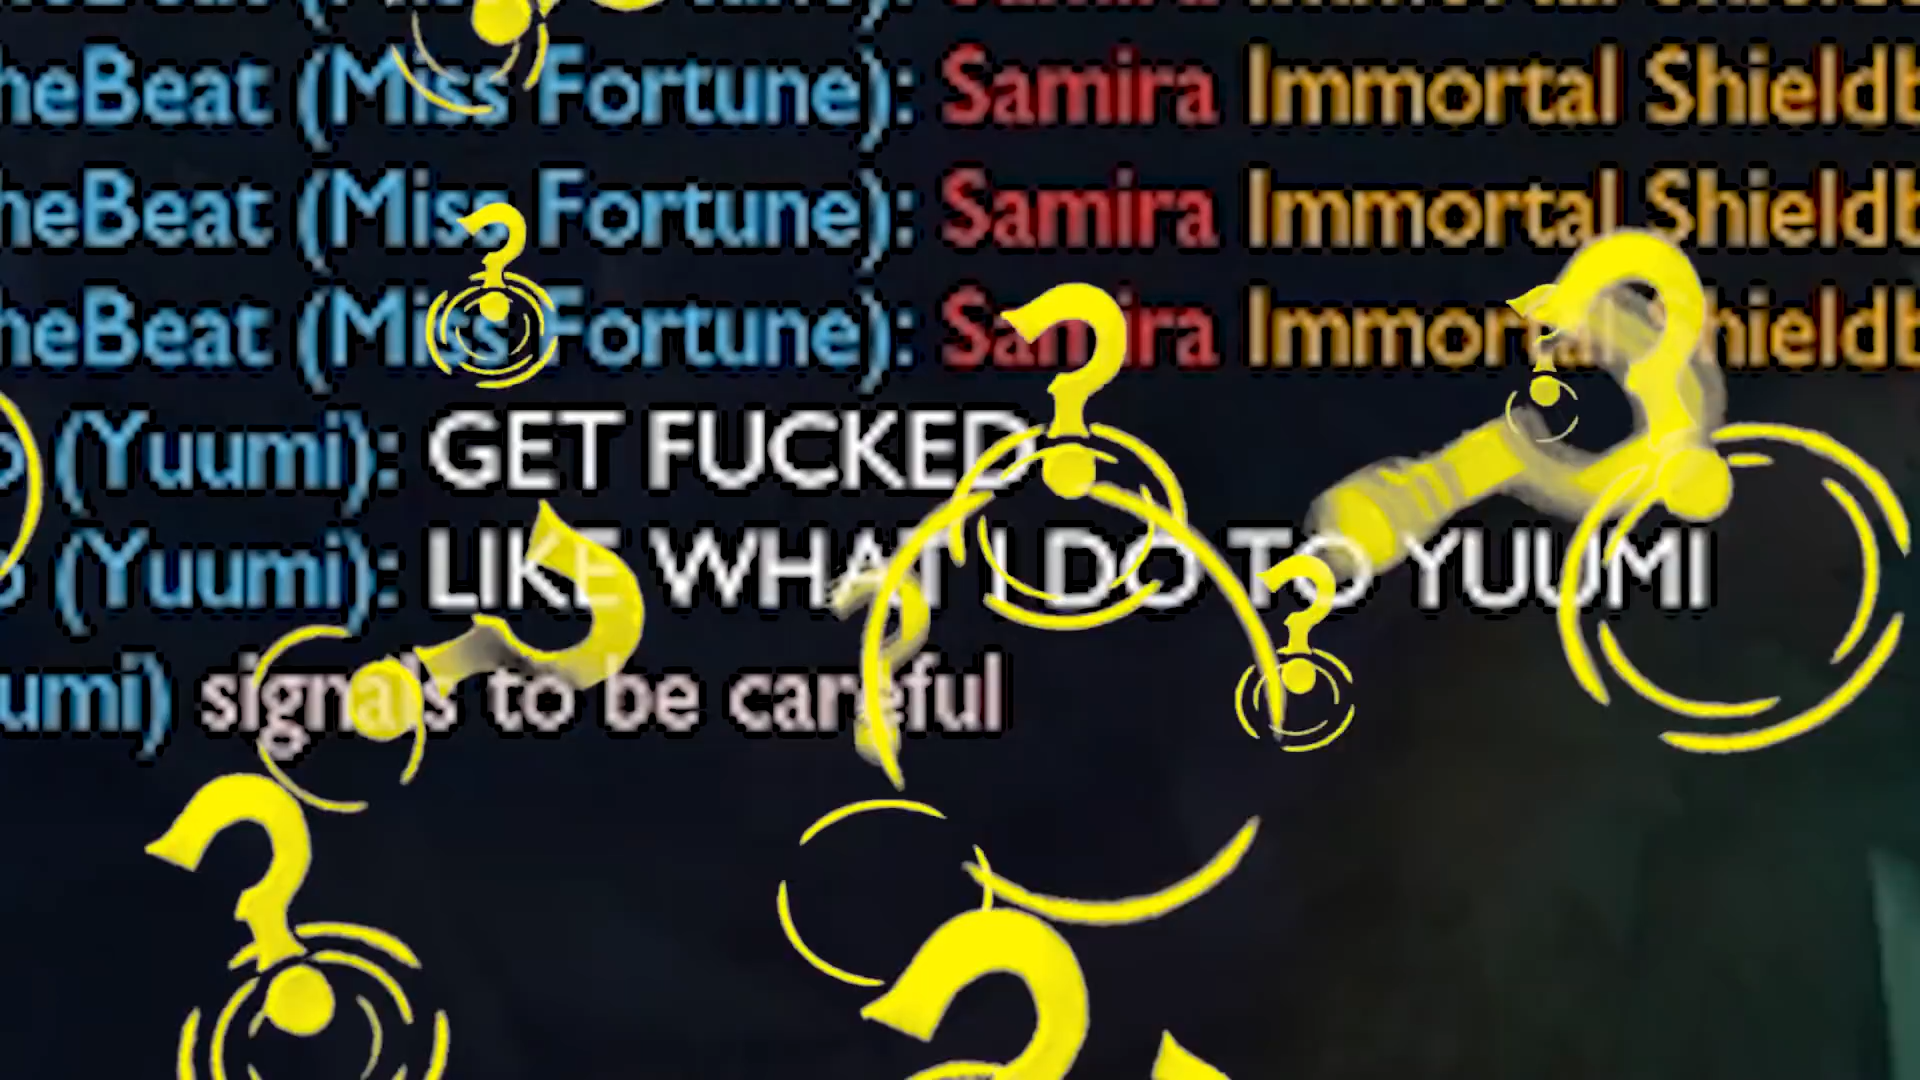 heBeat (Miss Fortune): Samira Immortal Shieldb
heBeat (Miss Fortune): Samira Immortal Shieldb
heBeat (Miss Fortune): Samira Immortal Shieldb
o (Yuumi): GET FUCKED
o (Yuumi): LIKE WHAT I DO TO YUUMI
umi) signals to be careful